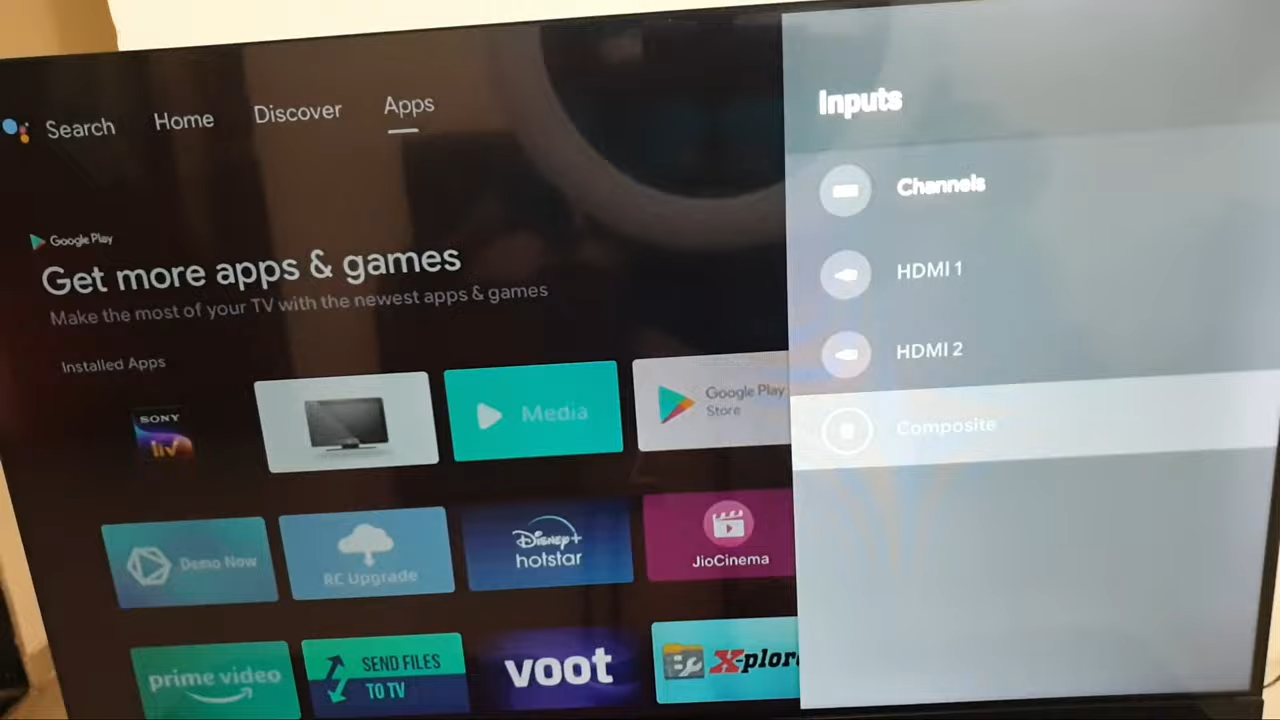 Search Home Discover Apps
Google Play
Get more apps & games
Make the most of your TV with the newest apps & games
Installed Apps
SONY
liv
Media
Google Play
Store
Demo Now
RC Upgrade
Disney+
hotstar
JioCinema
prime video
SEND FILES
TO TV
voot
X-plor
Inputs
Channels
HDMI 1
HDMI 2
Composite